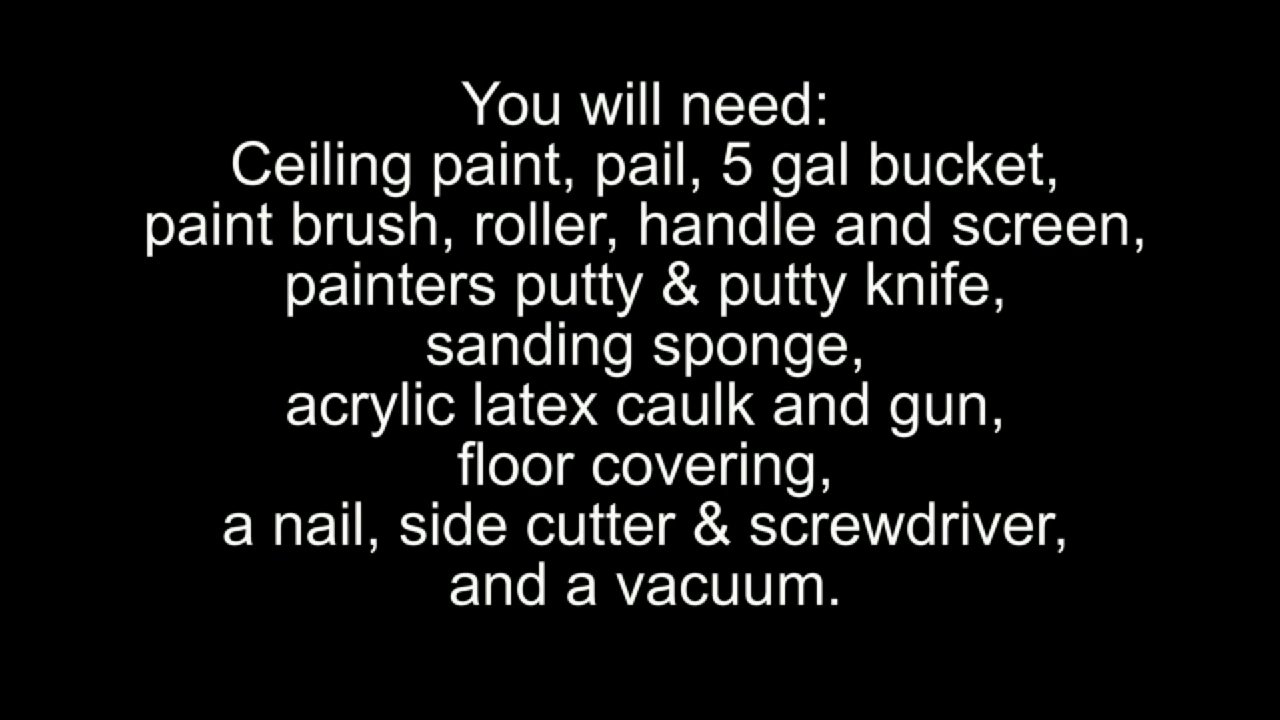 You will need:
Ceiling paint, pail, 5 gal bucket,
paint brush, roller, handle and screen,
painters putty & putty knife,
sanding sponge,
acrylic latex caulk and gun,
floor covering,
a nail, side cutter & screwdriver,
and a vacuum.